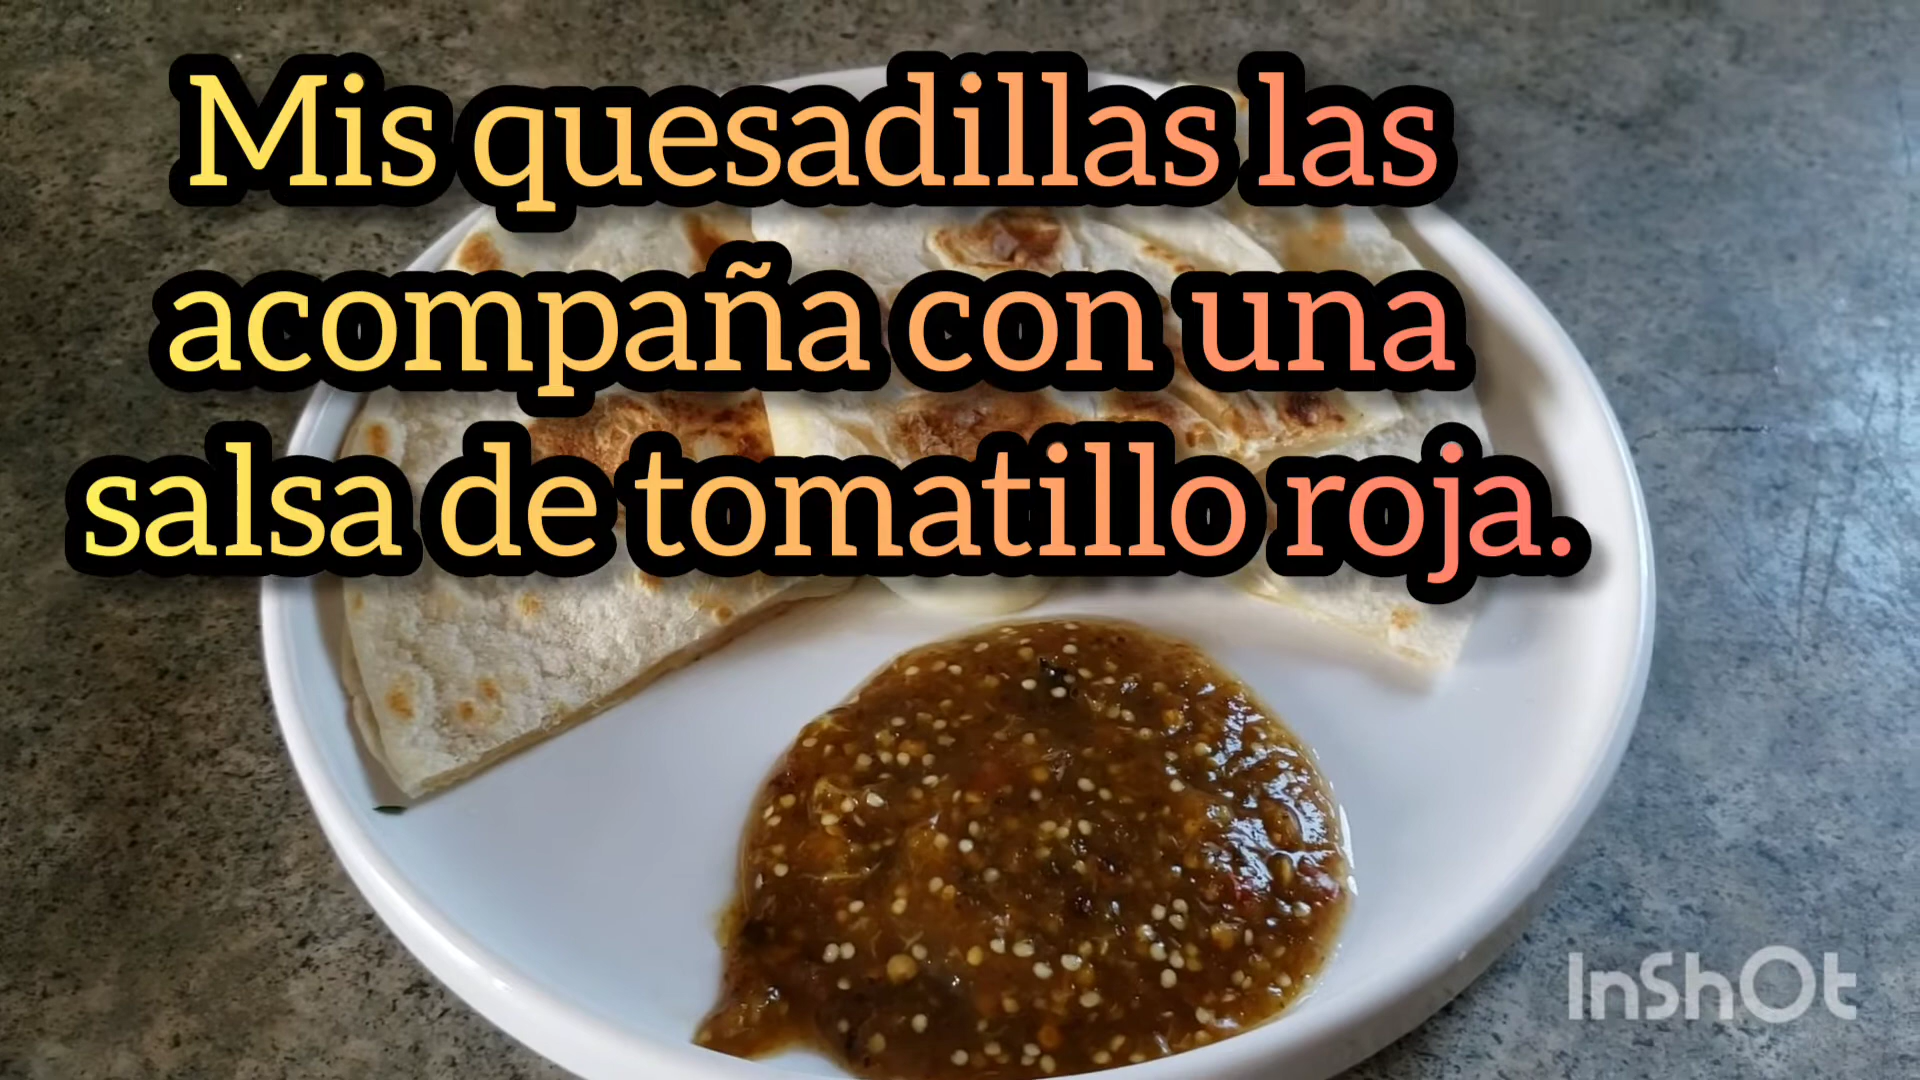 Mis quesadillas las
acompaña con una
salsa de tomatillo roja.
InShOt